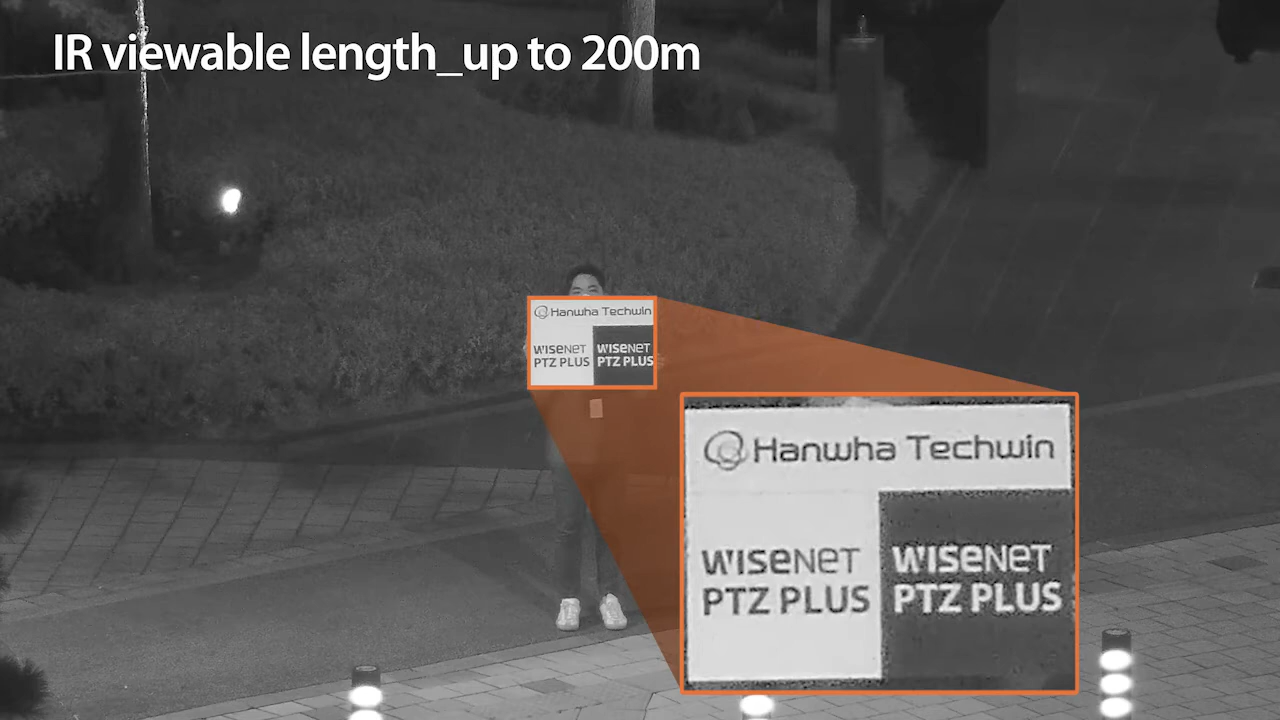 IR viewable length_up to 200m
Hanwha Techwin
WISENET
PTZ PLUS
WISENET
PTZ PLUS
Hanwha Techwin
WISENET
PTZ PLUS
WISENET
PTZ PLUS